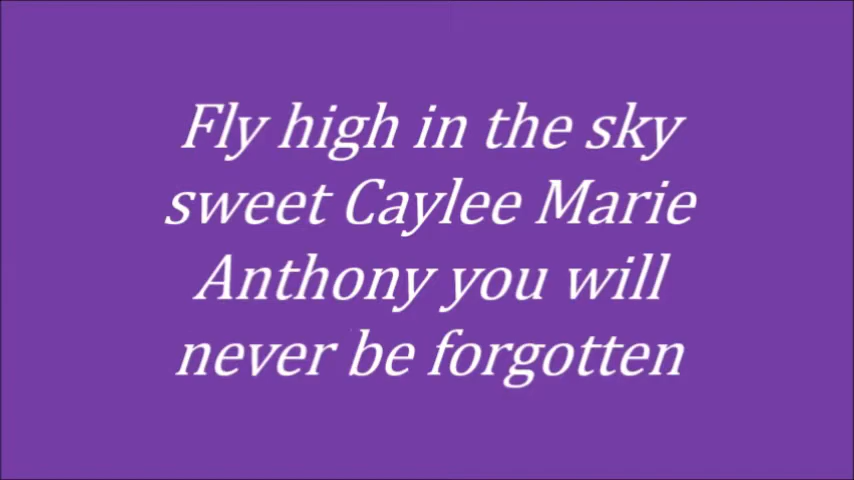 Fly high in the sky
sweet Caylee Marie
Anthony you will
never be forgotten